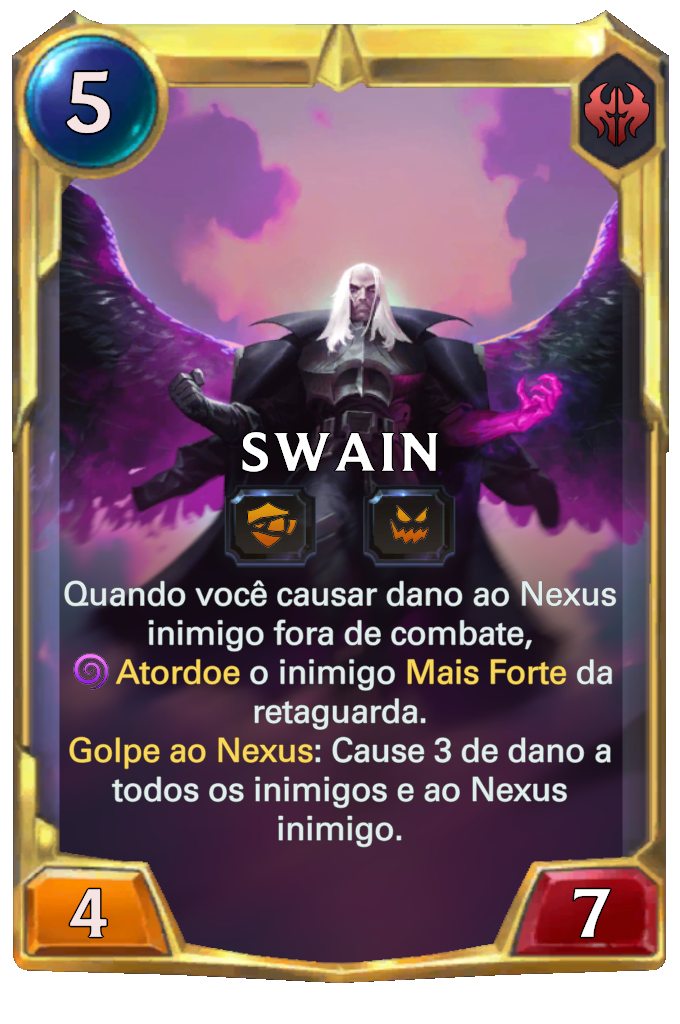 5
SWAIN
Quando você causar dano ao Nexus
inimigo fora de combate,
Atordoe o inimigo Mais Forte da
retaguarda.
Golpe ao Nexus: Cause 3 de dano a
todos os inimigos e ao Nexus
inimigo.
4
7